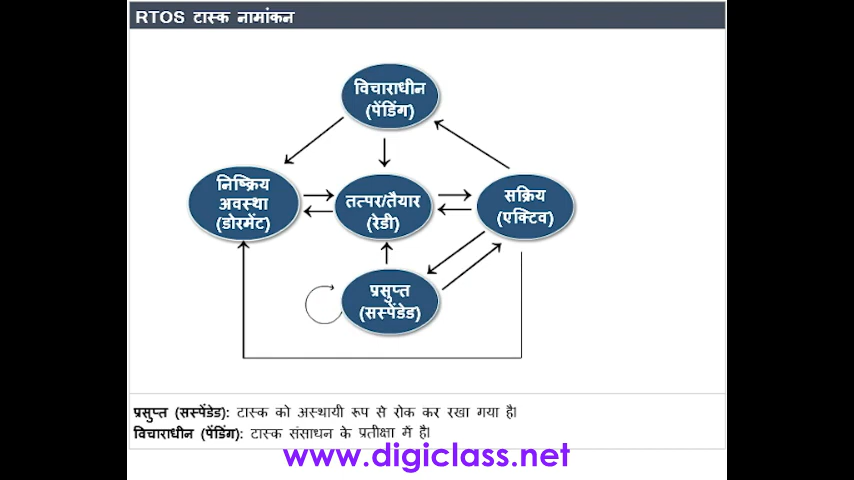 RTOS टास्क नामांकन
विचाराधीन
(पेंडिंग)
निष्क्रिय
अवस्था
(डोरमेंट)
तत्पर/तैयार
(रेडी)
सक्रिय
(एक्टिव)
प्रसुप्त
(सस्पेंडेड)
प्रसुप्त (सस्पेंडेड): टास्क को अस्थायी रूप से रोक कर रखा गया है।
विचाराधीन (पेंडिंग): टास्क संसाधन के प्रतीक्षा में है।
www.digiclass.net